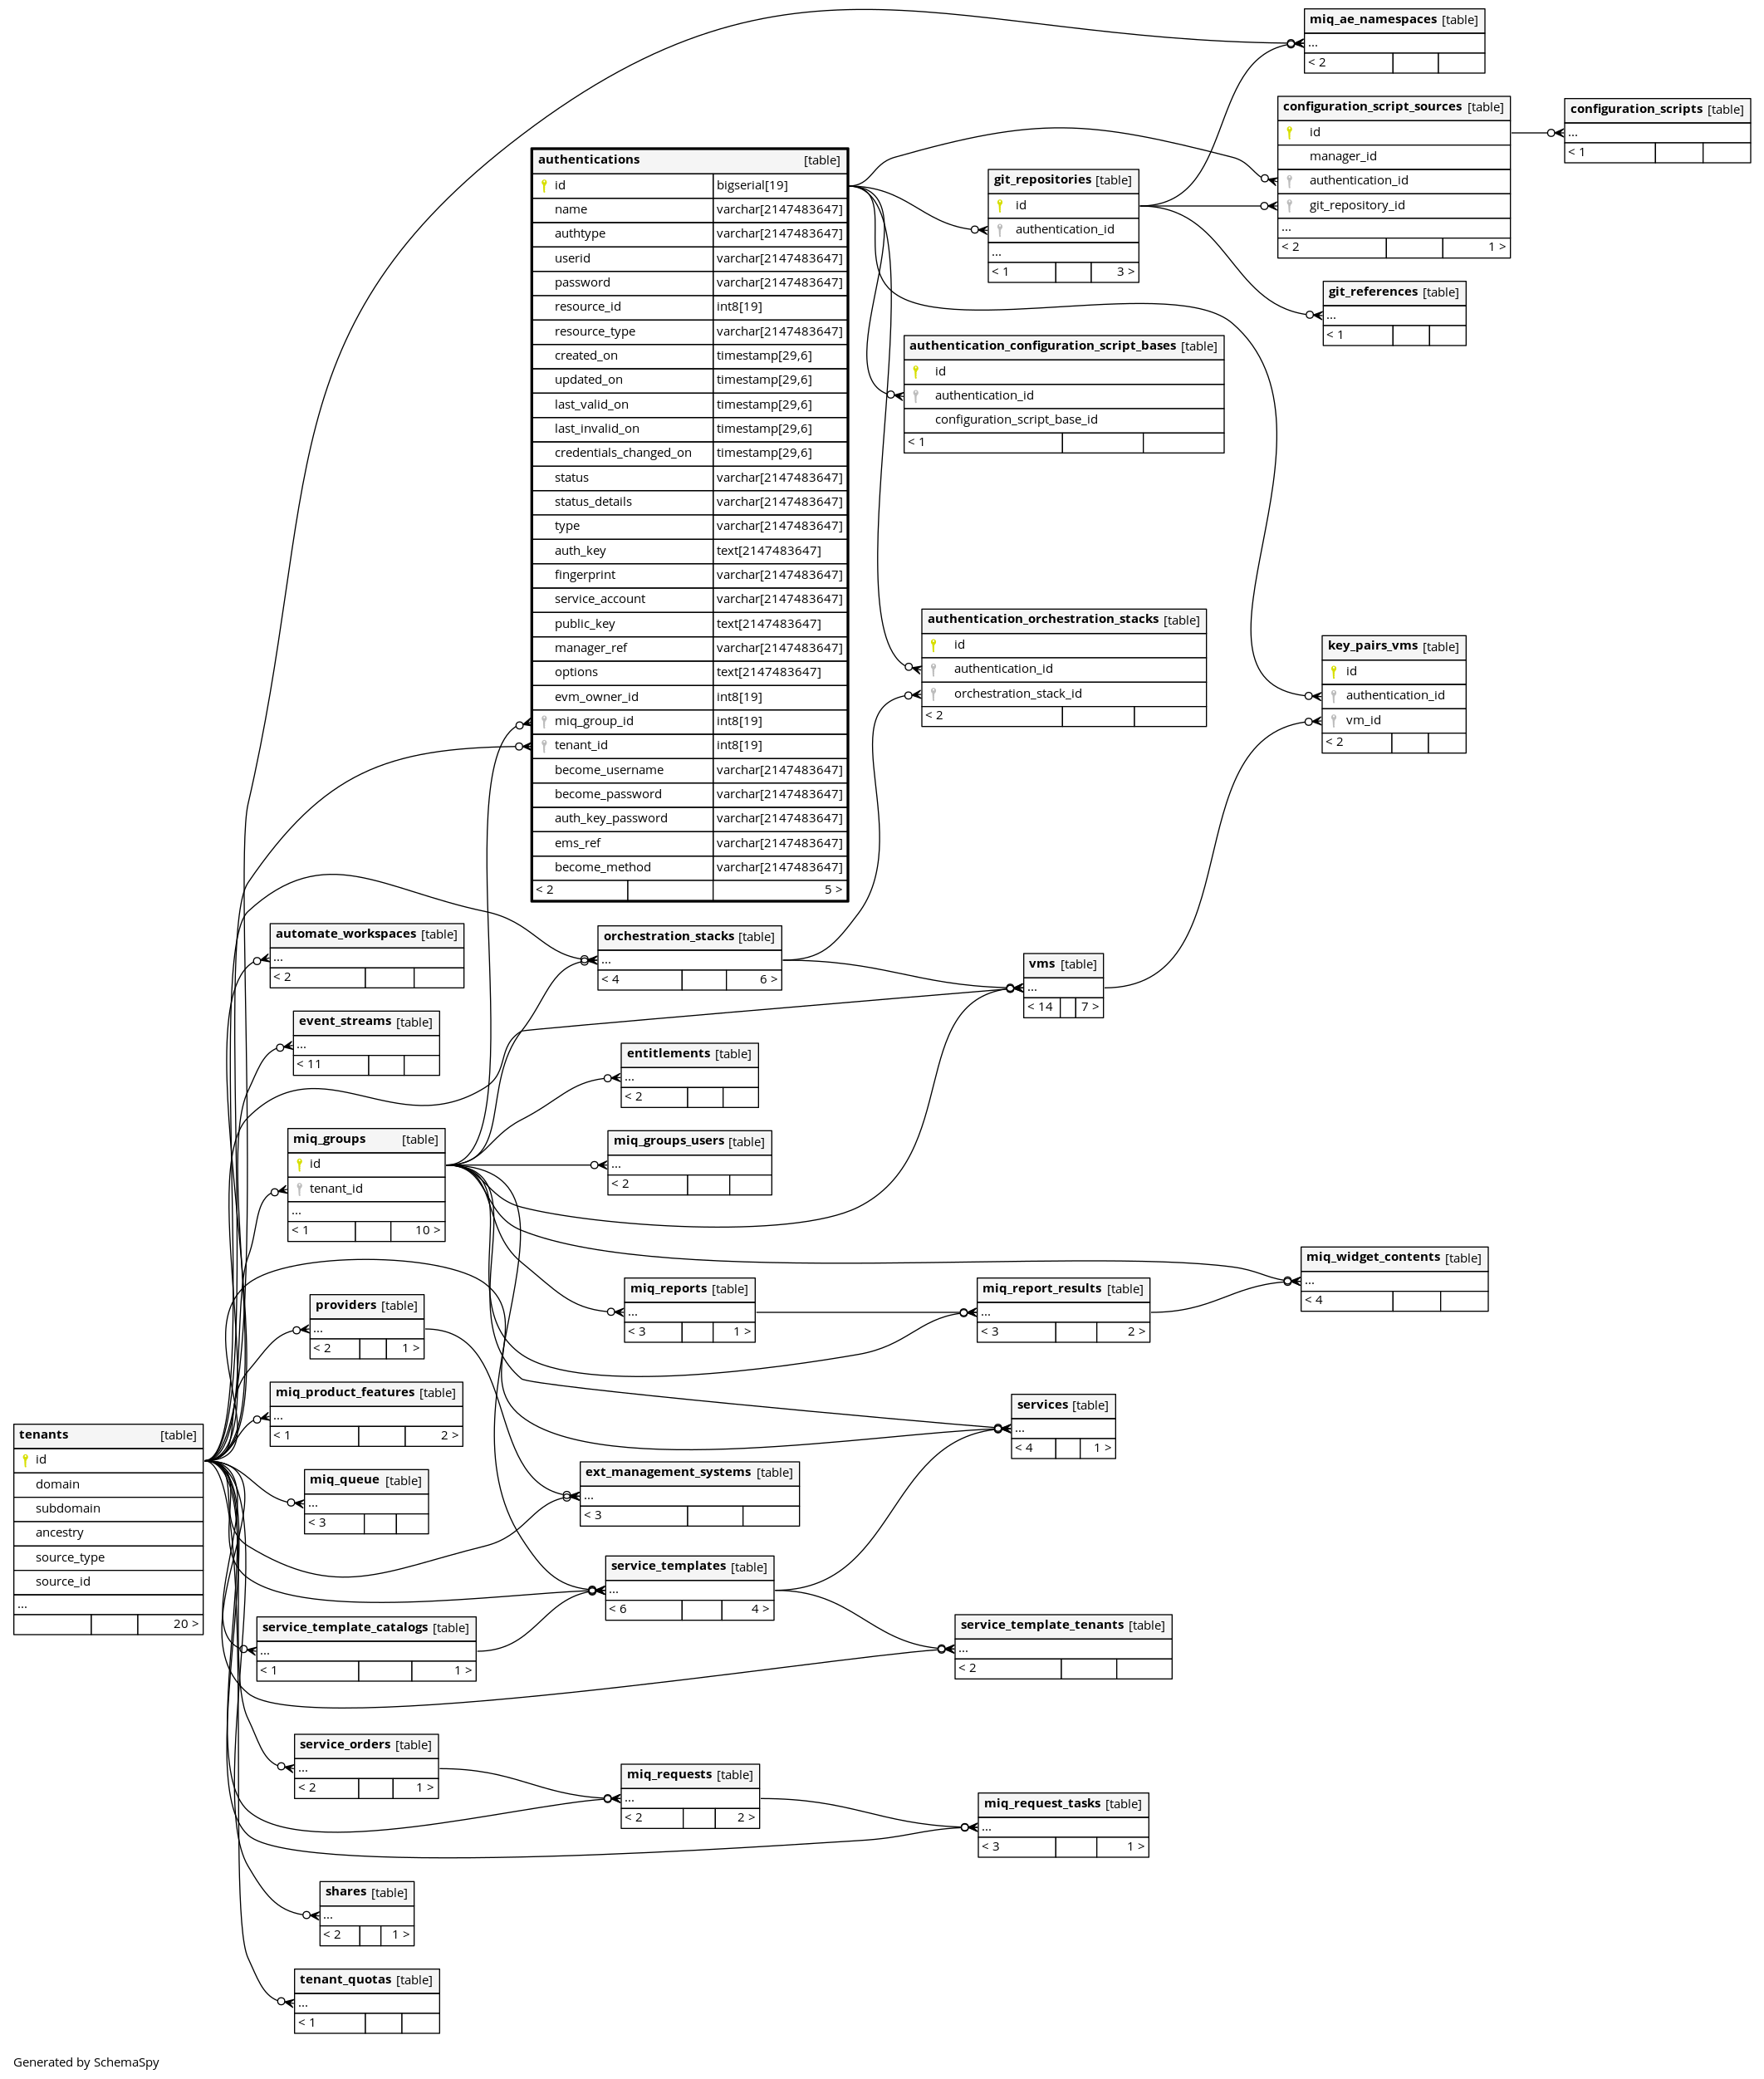 miq_ae_namespaces [table]
...
< 2
configuration_script_sources [table]
id
manager_id
authentication_id
git_repository_id
...
< 2 1 >
configuration_scripts [table]
...
< 1
authentications [table]
id bigserial[19]
name varchar[2147483647]
authtype varchar[2147483647]
userid varchar[2147483647]
password varchar[2147483647]
resource_id int8[19]
resource_type varchar[2147483647]
created_on timestamp[29,6]
updated_on timestamp[29,6]
last_valid_on timestamp[29,6]
last_invalid_on timestamp[29,6]
credentials_changed_on timestamp[29,6]
status varchar[2147483647]
status_details varchar[2147483647]
type varchar[2147483647]
auth_key text[2147483647]
fingerprint varchar[2147483647]
service_account varchar[2147483647]
public_key text[2147483647]
manager_ref varchar[2147483647]
options text[2147483647]
evm_owner_id int8[19]
miq_group_id int8[19]
tenant_id int8[19]
become_username varchar[2147483647]
become_password varchar[2147483647]
auth_key_password varchar[2147483647]
ems_ref varchar[2147483647]
become_method varchar[2147483647]
< 2 5 >
git_repositories [table]
id
authentication_id
...
< 1 3 >
git_references [table]
...
< 1
authentication_configuration_script_bases [table]
id
authentication_id
configuration_script_base_id
< 1
authentication_orchestration_stacks [table]
id
authentication_id
orchestration_stack_id
< 2
key_pairs_vms [table]
id
authentication_id
vm_id
< 2
automate_workspaces [table]
...
< 2
orchestration_stacks [table]
...
< 4 6 >
vms [table]
...
< 14 7 >
event_streams [table]
...
< 11
entitlements [table]
...
< 2
miq_groups [table]
id
tenant_id
...
< 1 10 >
miq_groups_users [table]
...
< 2
miq_widget_contents [table]
...
< 4
miq_reports [table]
...
< 3 1 >
miq_report_results [table]
...
< 3 2 >
providers [table]
...
< 2 1 >
miq_product_features [table]
...
< 1 2 >
services [table]
...
< 4 1 >
tenants [table]
id
domain
subdomain
ancestry
source_type
source_id
...
20 >
miq_queue [table]
...
< 3
ext_management_systems [table]
...
< 3
service_templates [table]
...
< 6 4 >
service_template_catalogs [table]
...
< 1 1 >
service_template_tenants [table]
...
< 2
service_orders [table]
...
< 2 1 >
miq_requests [table]
...
< 2 2 >
miq_request_tasks [table]
...
< 3 1 >
shares [table]
...
< 2 1 >
tenant_quotas [table]
...
< 1
Generated by SchemaSpy